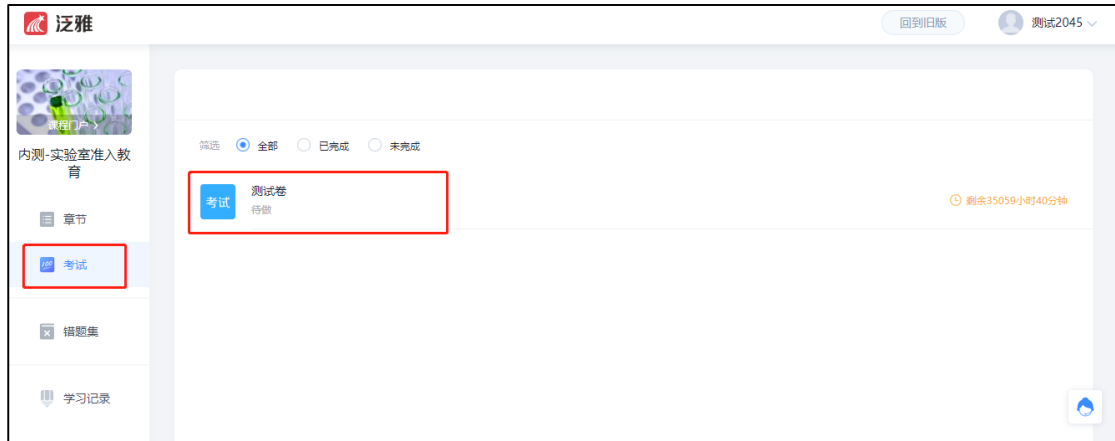 泛雅
回到旧版
测试2045
课程门户 >
内测-实验室准入教
育
章节
100 考试
错题集
学习记录
筛选 全部 已完成 未完成
考试
测试卷
待做
剩余35059小时40分钟